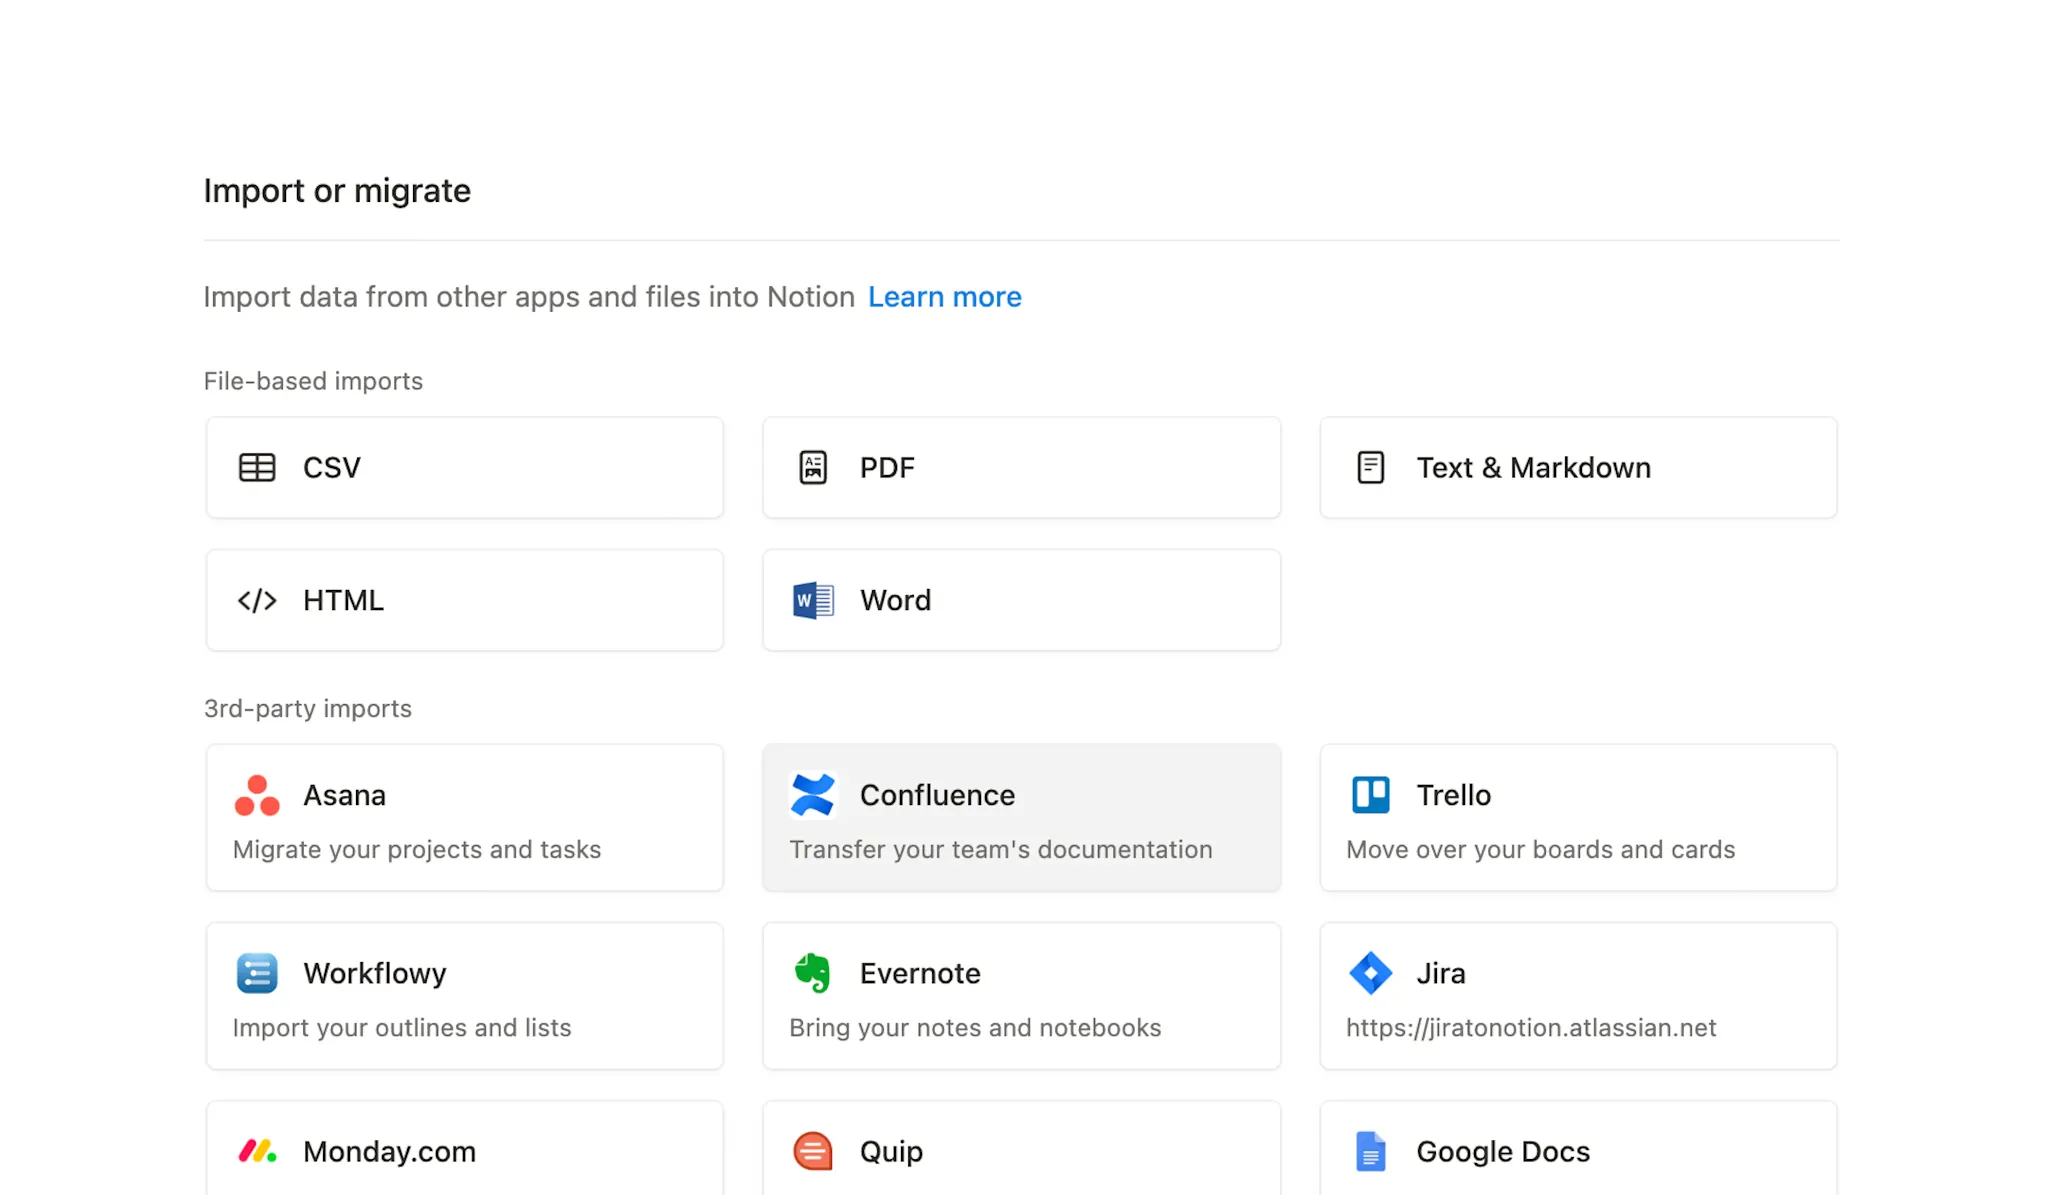 Import or migrate
Import data from other apps and files into Notion Learn more
File-based imports
CSV
PDF
Text & Markdown
HTML
Word
3rd-party imports
Asana
Migrate your projects and tasks
Confluence
Transfer your team's documentation
Trello
Move over your boards and cards
Workflowy
Import your outlines and lists
Evernote
Bring your notes and notebooks
Jira
https://jiratonotion.atlassian.net
Monday.com
Quip
Google Docs